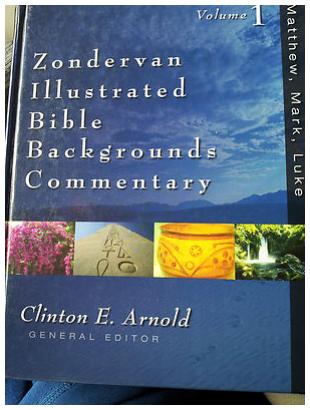 Volume 1
Matthew, Mark, Luke
Zondervan
Illustrated
Bible
Backgrounds
Commentary
Clinton E. Arnold
GENERAL EDITOR